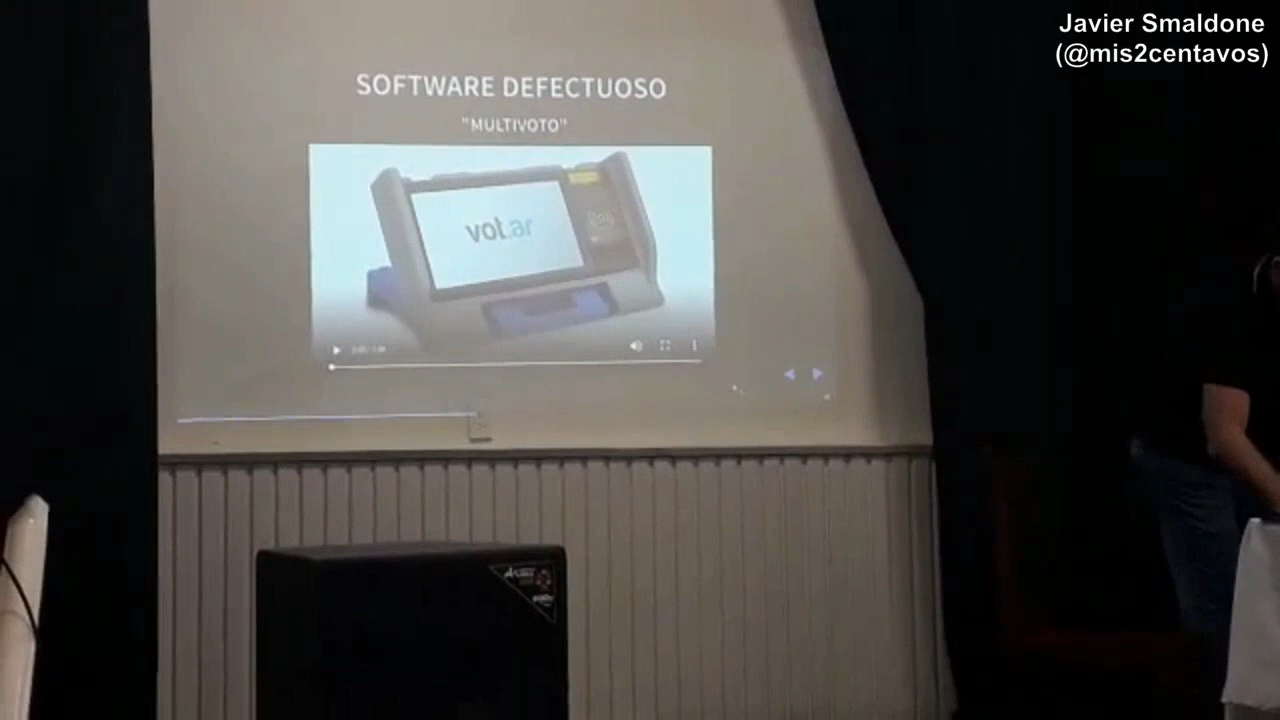 Javier Smaldone
(@mis2centavos)
SOFTWARE DEFECTUOSO
"MULTIVOTO"
vot.ar